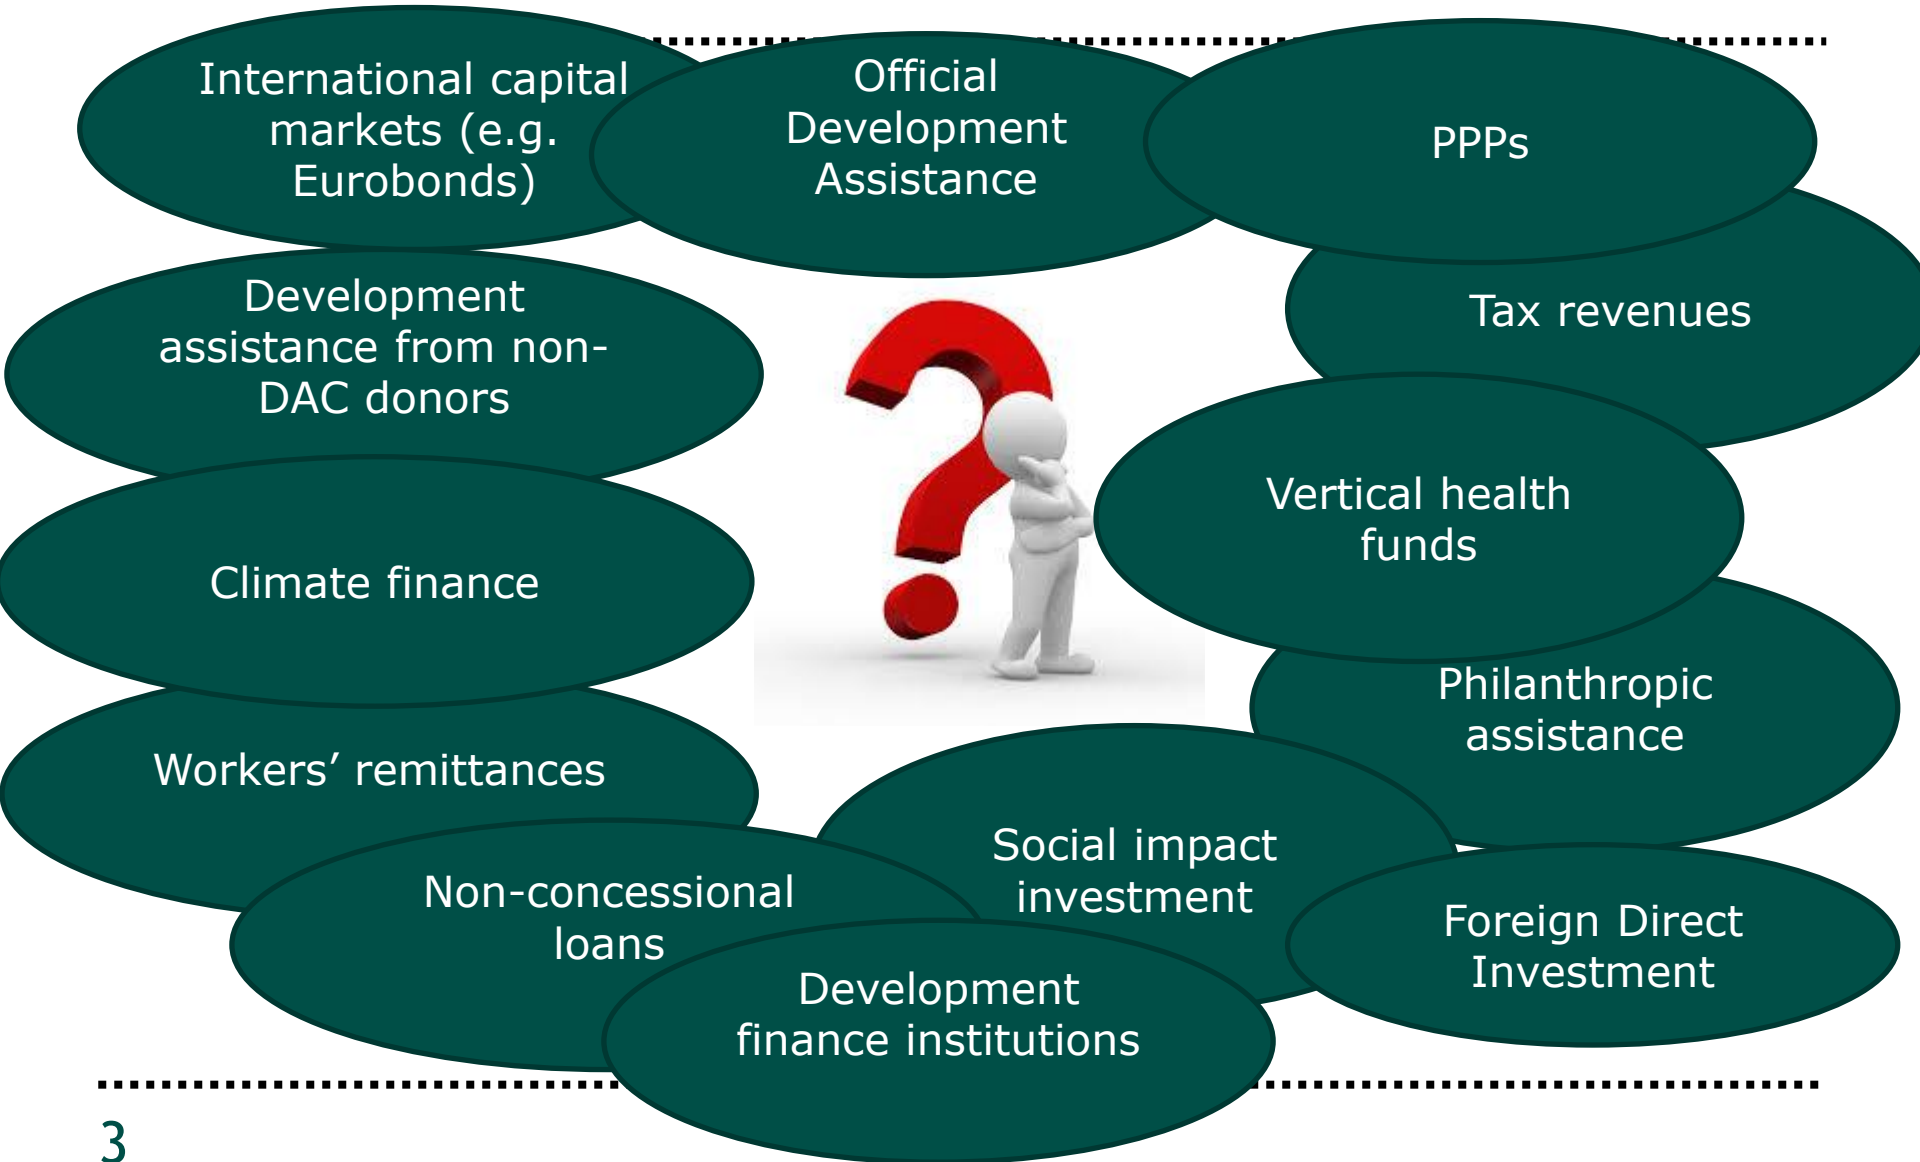 International capital
markets (e.g.
Eurobonds)
Official
Development
Assistance
PPPs
Development
assistance from non-
DAC donors
Tax revenues
Climate finance
Vertical health
funds
Workers’ remittances
Philanthropic
assistance
Non-concessional
loans
Social impact
investment
Foreign Direct
Investment
Development
finance institutions
3